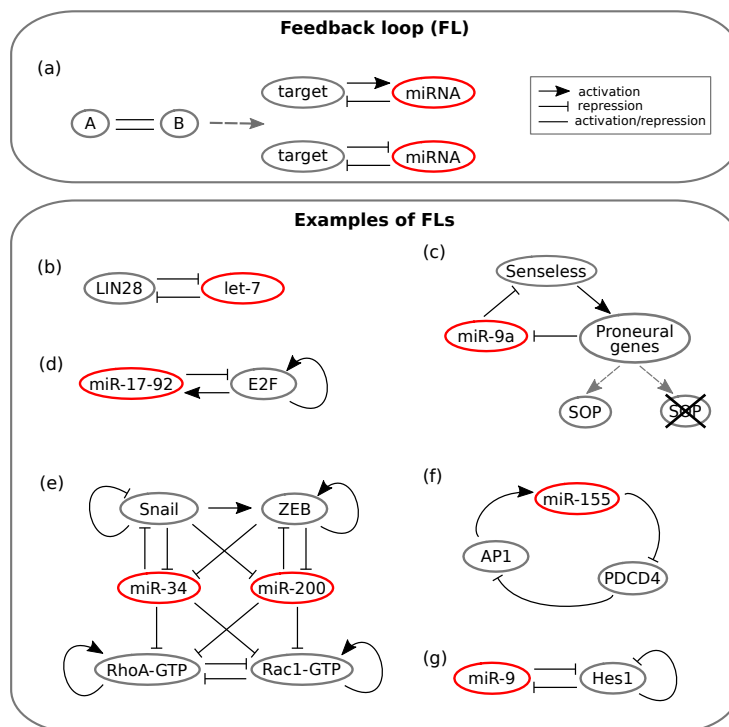 Feedback loop (FL)
(a)
A
B
target
miRNA
target
miRNA
activation
repression
activation/repression
Examples of FLs
(b)
LIN28
let-7
(c)
Senseless
miR-9a
Proneural
genes
SOP
SOP
(d)
miR-17-92
E2F
(e)
Snail
ZEB
miR-34
miR-200
RhoA-GTP
Rac1-GTP
(f)
miR-155
AP1
PDCD4
(g)
miR-9
Hes1